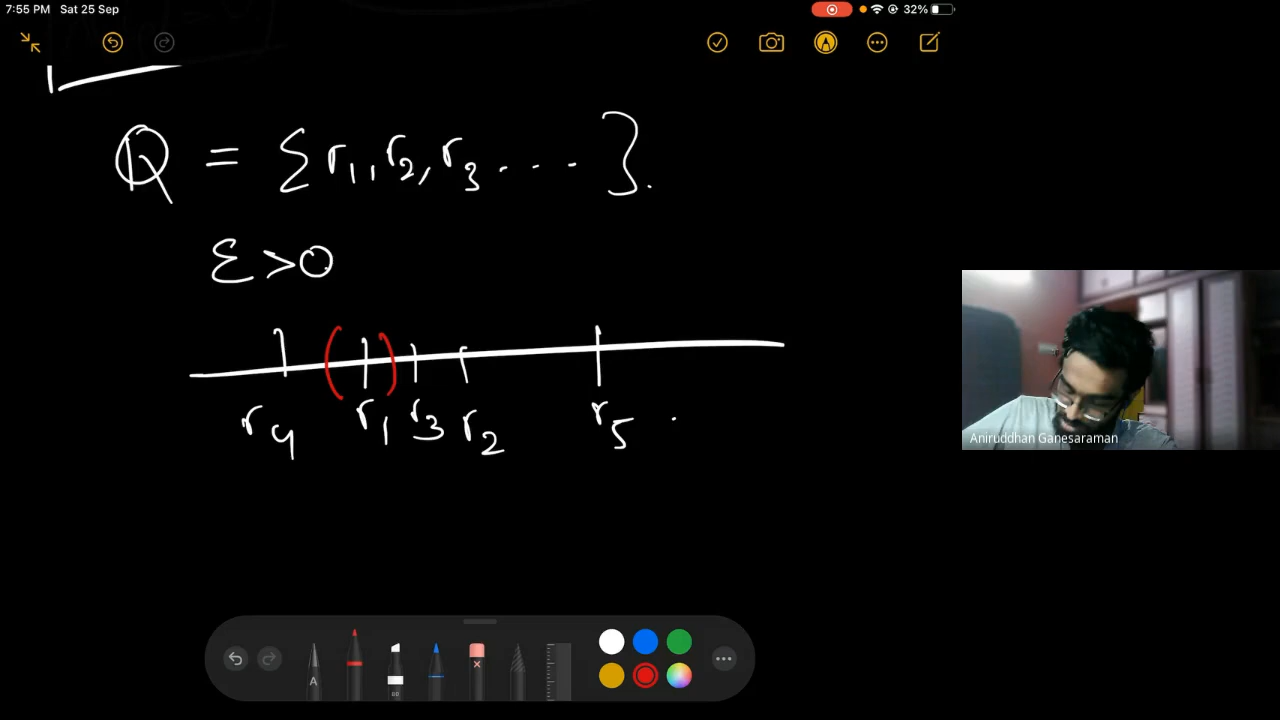 7:55 PM Sat 25 Sep
32%
Q = {r1, r2, r3 . . . . }.
ε > 0
( )
r4 r1 r3 r2 r5 .
Aniruddhan Ganesaraman
A